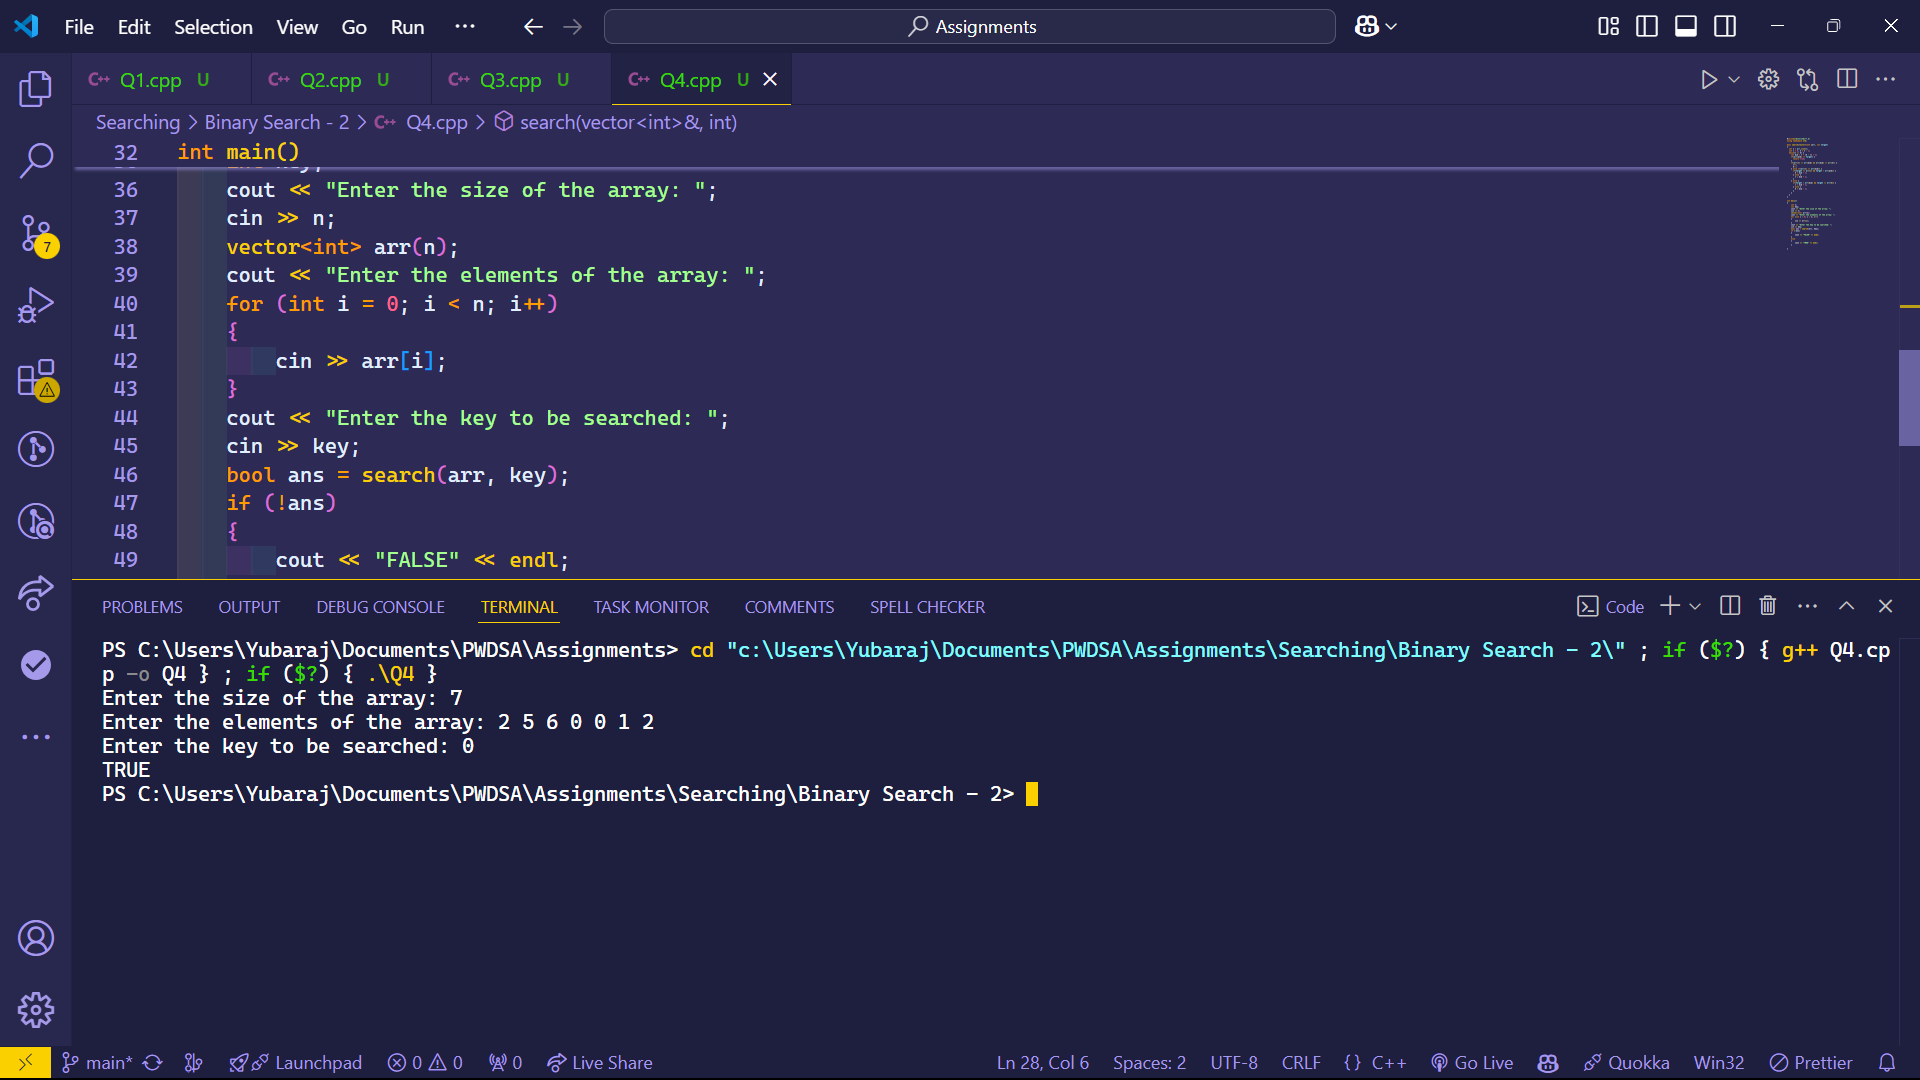 File Edit Selection View Go Run ··· Assignments
C++ Q1.cpp U C++ Q2.cpp U C++ Q3.cpp U C++ Q4.cpp U
Searching > Binary Search - 2 > C++ Q4.cpp > search(vector<int>&, int)
32 int main()
36 cout << "Enter the size of the array: ";
37 cin >> n;
38 vector<int> arr(n);
39 cout << "Enter the elements of the array: ";
40 for (int i = 0; i < n; i++)
41 {
42 cin >> arr[i];
43 }
44 cout << "Enter the key to be searched: ";
45 cin >> key;
46 bool ans = search(arr, key);
47 if (!ans)
48 {
49 cout << "FALSE" << endl;
7
PROBLEMS OUTPUT DEBUG CONSOLE TERMINAL TASK MONITOR COMMENTS SPELL CHECKER Code
PS C:\Users\Yubaraj\Documents\PWDSA\Assignments> cd "c:\Users\Yubaraj\Documents\PWDSA\Assignments\Searching\Binary Search - 2\" ; if ($?) { g++ Q4.cp
p -o Q4 } ; if ($?) { .\Q4 }
Enter the size of the array: 7
Enter the elements of the array: 2 5 6 0 0 1 2
Enter the key to be searched: 0
TRUE
PS C:\Users\Yubaraj\Documents\PWDSA\Assignments\Searching\Binary Search - 2>
main* Launchpad 0 0 0 Live Share Ln 28, Col 6 Spaces: 2 UTF-8 CRLF {} C++ Go Live Quokka Win32 Prettier